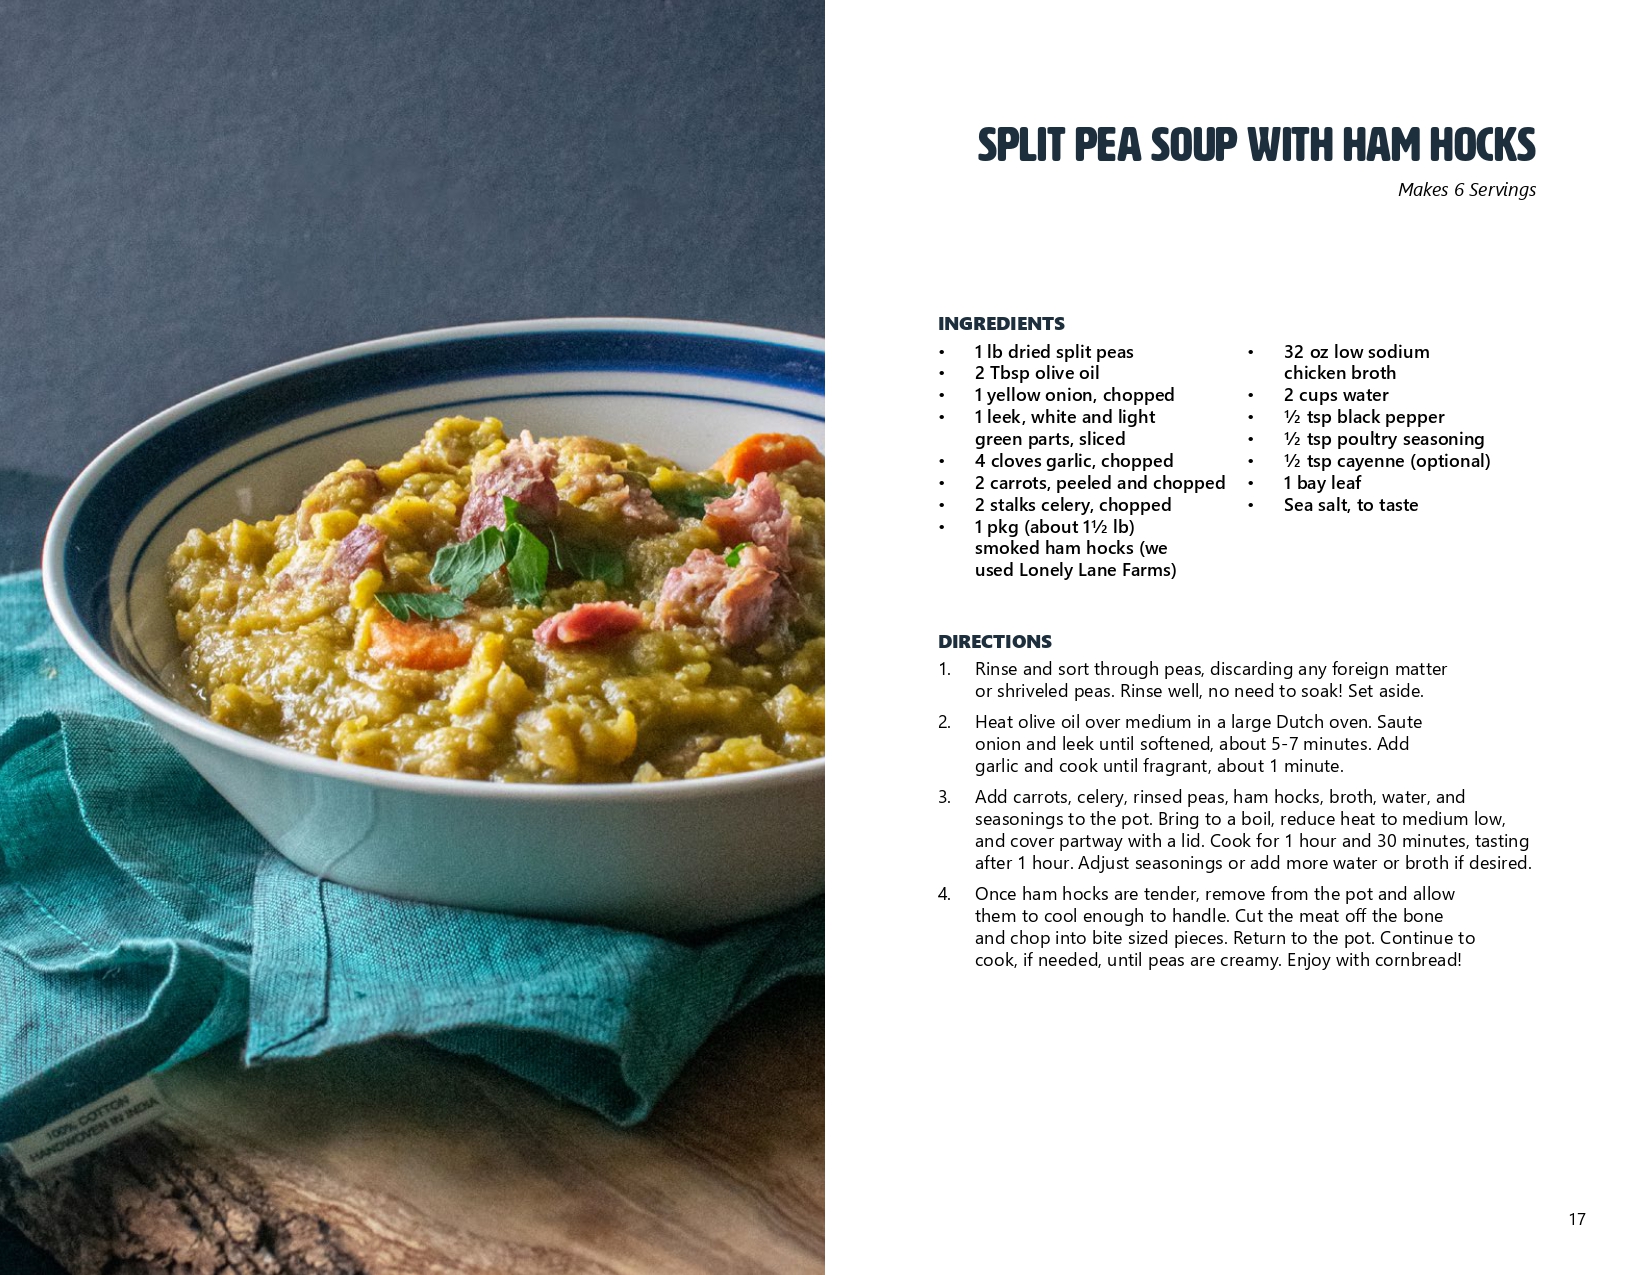 100% COTTON
HANDWOVEN IN INDIA
SPLIT PEA SOUP WITH HAM HOCKS
Makes 6 Servings
INGREDIENTS
• 1 lb dried split peas
• 2 Tbsp olive oil
• 1 yellow onion, chopped
• 1 leek, white and light
green parts, sliced
• 4 cloves garlic, chopped
• 2 carrots, peeled and chopped
• 2 stalks celery, chopped
• 1 pkg (about 1½ lb)
smoked ham hocks (we
used Lonely Lane Farms)
• 32 oz low sodium
chicken broth
• 2 cups water
• ½ tsp black pepper
• ½ tsp poultry seasoning
• ½ tsp cayenne (optional)
• 1 bay leaf
• Sea salt, to taste
DIRECTIONS
1. Rinse and sort through peas, discarding any foreign matter
or shriveled peas. Rinse well, no need to soak! Set aside.
2. Heat olive oil over medium in a large Dutch oven. Saute
onion and leek until softened, about 5-7 minutes. Add
garlic and cook until fragrant, about 1 minute.
3. Add carrots, celery, rinsed peas, ham hocks, broth, water, and
seasonings to the pot. Bring to a boil, reduce heat to medium low,
and cover partway with a lid. Cook for 1 hour and 30 minutes, tasting
after 1 hour. Adjust seasonings or add more water or broth if desired.
4. Once ham hocks are tender, remove from the pot and allow
them to cool enough to handle. Cut the meat off the bone
and chop into bite sized pieces. Return to the pot. Continue to
cook, if needed, until peas are creamy. Enjoy with cornbread!
17